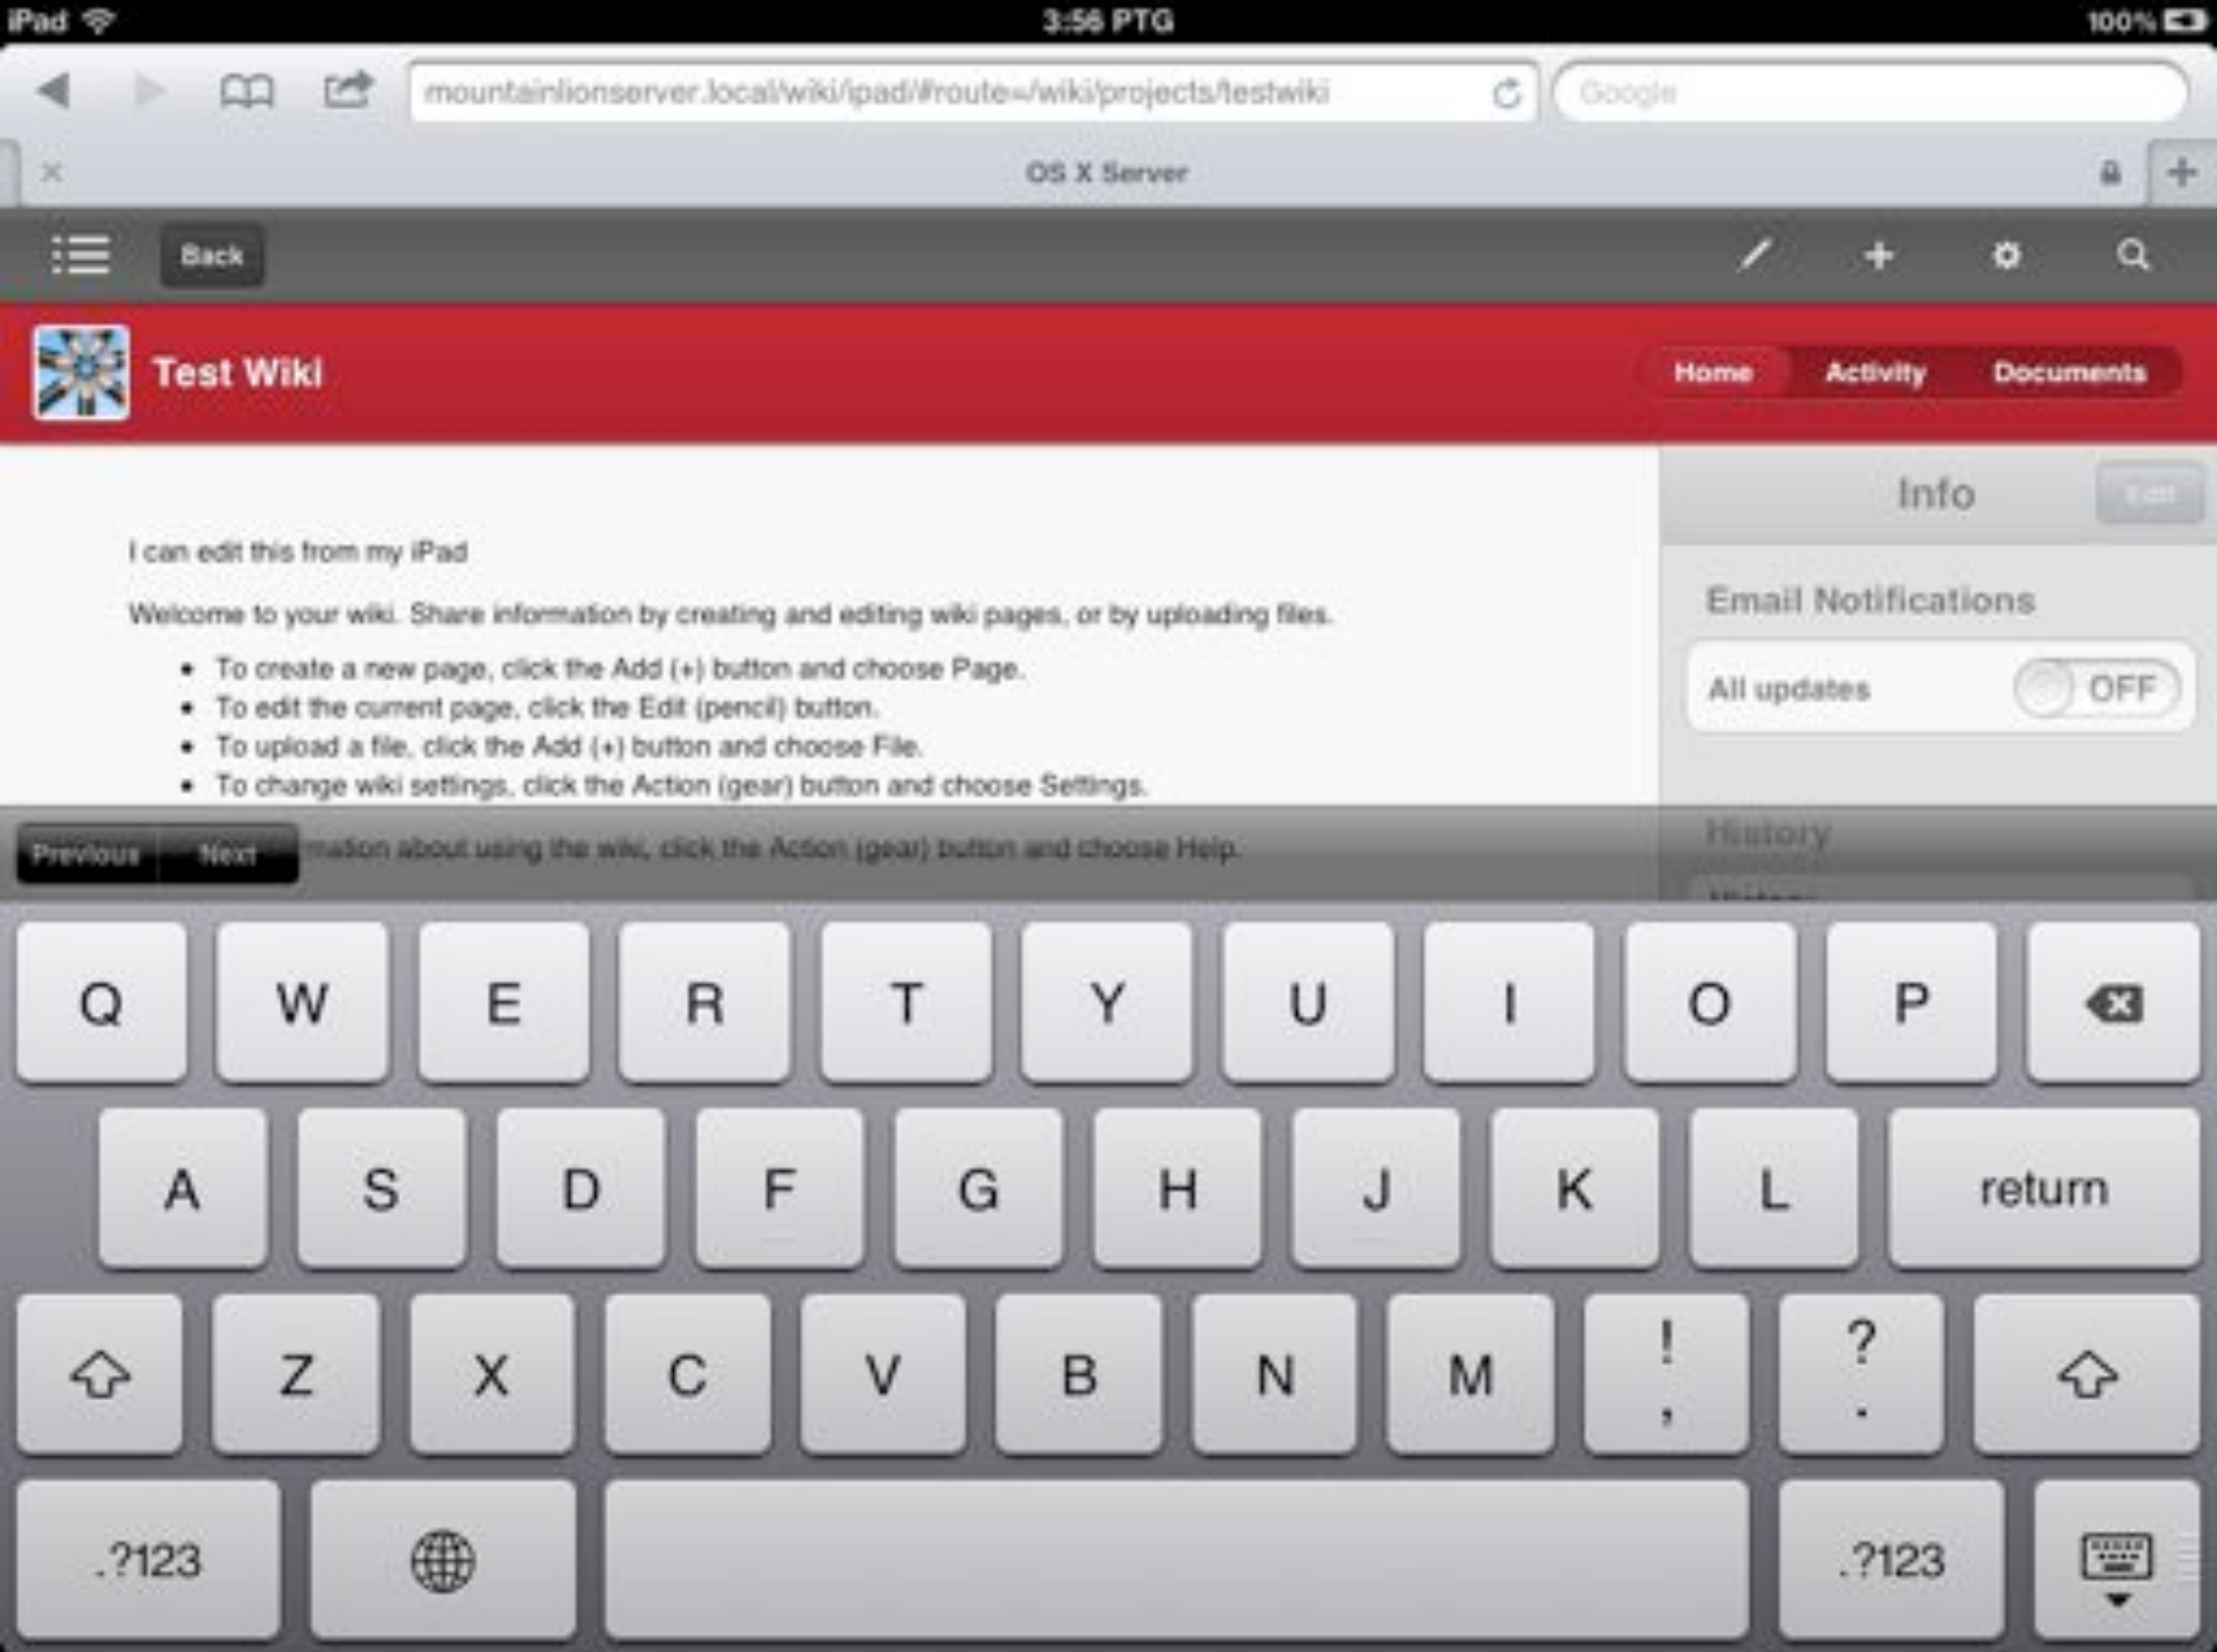 iPad 3:56 PTG 100%
mountainlionserver.local/wiki/ipad/#route=/wiki/projects/testwiki Google
OS X Server
Back
Test Wiki Home Activity Documents
Info Edit
I can edit this from my iPad
Email Notifications
Welcome to your wiki. Share information by creating and editing wiki pages, or by uploading files.
• To create a new page, click the Add (+) button and choose Page.
All updates OFF
• To edit the current page, click the Edit (pencil) button.
• To upload a file, click the Add (+) button and choose File.
• To change wiki settings, click the Action (gear) button and choose Settings.
History
Previous Next mation about using the wiki, click the Action (gear) button and choose Help.
Q W E R T Y U I O P
A S D F G H J K L return
Z X C V B N M ! , ? .
.?123 .?123